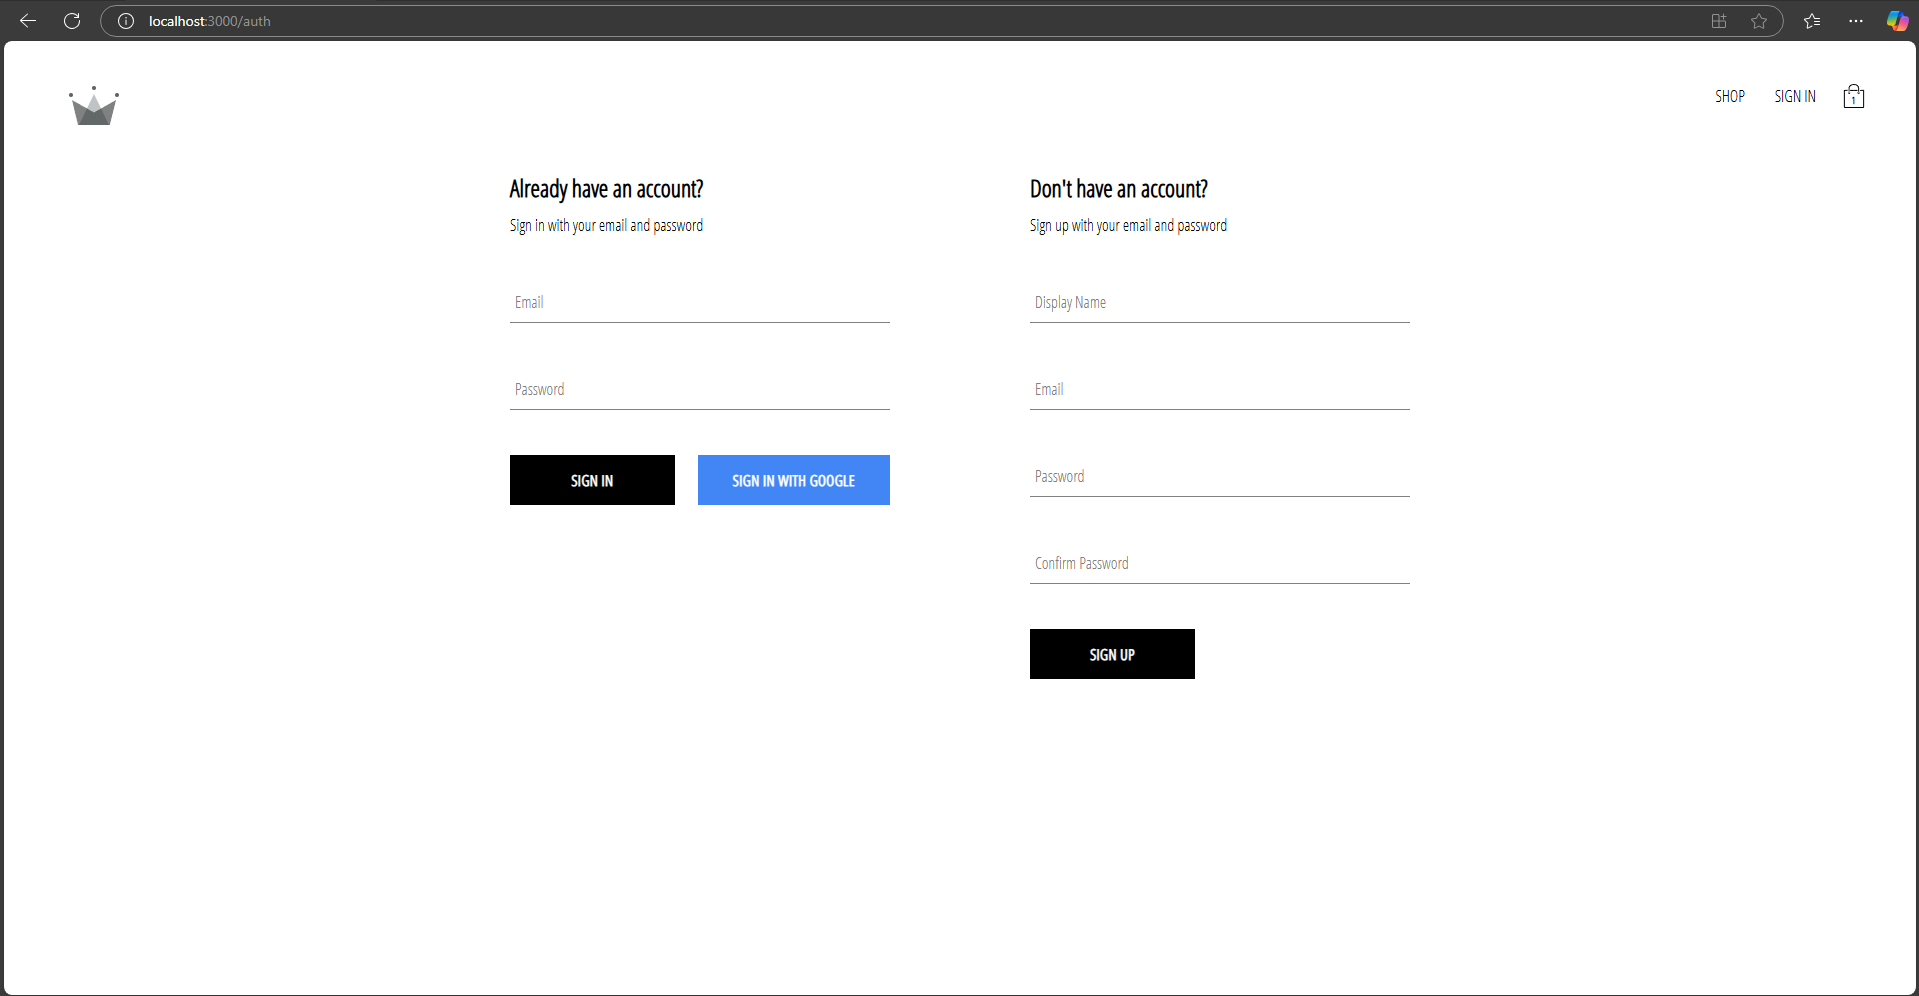 localhost:3000/auth
SHOP
SIGN IN
1
Already have an account?
Sign in with your email and password
Email
Password
SIGN IN
SIGN IN WITH GOOGLE
Don't have an account?
Sign up with your email and password
Display Name
Email
Password
Confirm Password
SIGN UP